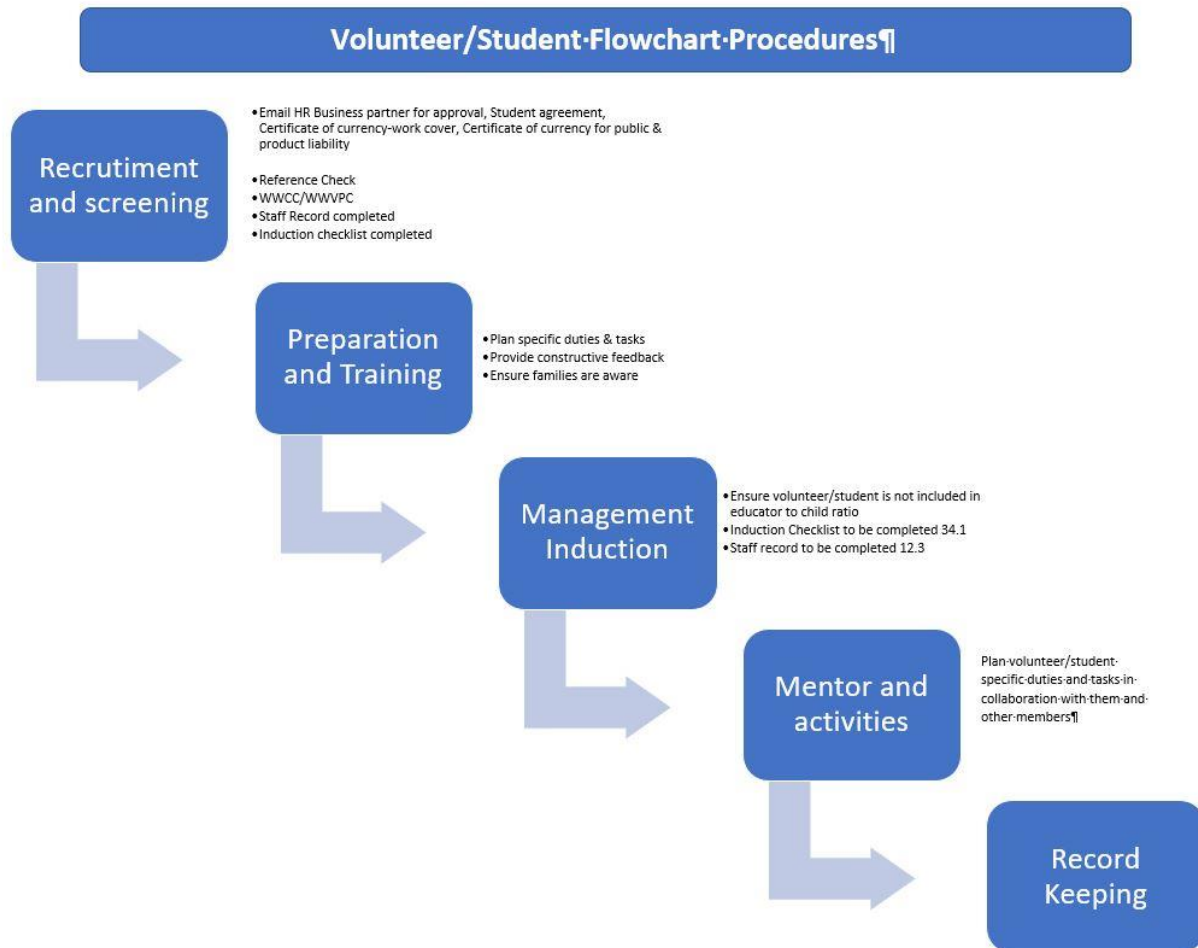 Volunteer/Student·Flowchart·Procedures¶
Recrutiment
and screening
•Email HR Business partner for approval, Student agreement,
Certificate of currency-work cover, Certificate of currency for public &
product liability
•Reference Check
•WWCC/WWVPC
•Staff Record completed
•Induction checklist completed
Preparation
and Training
•Plan specific duties & tasks
•Provide constructive feedback
•Ensure families are aware
Management
Induction
•Ensure volunteer/student is not included in
educator to child ratio
•Induction Checklist to be completed 34.1
•Staff record to be completed 12.3
Mentor and
activities
Plan·volunteer/student·
specific·duties·and·tasks·in·
collaboration·with·them·and·
other·members¶
Record
Keeping